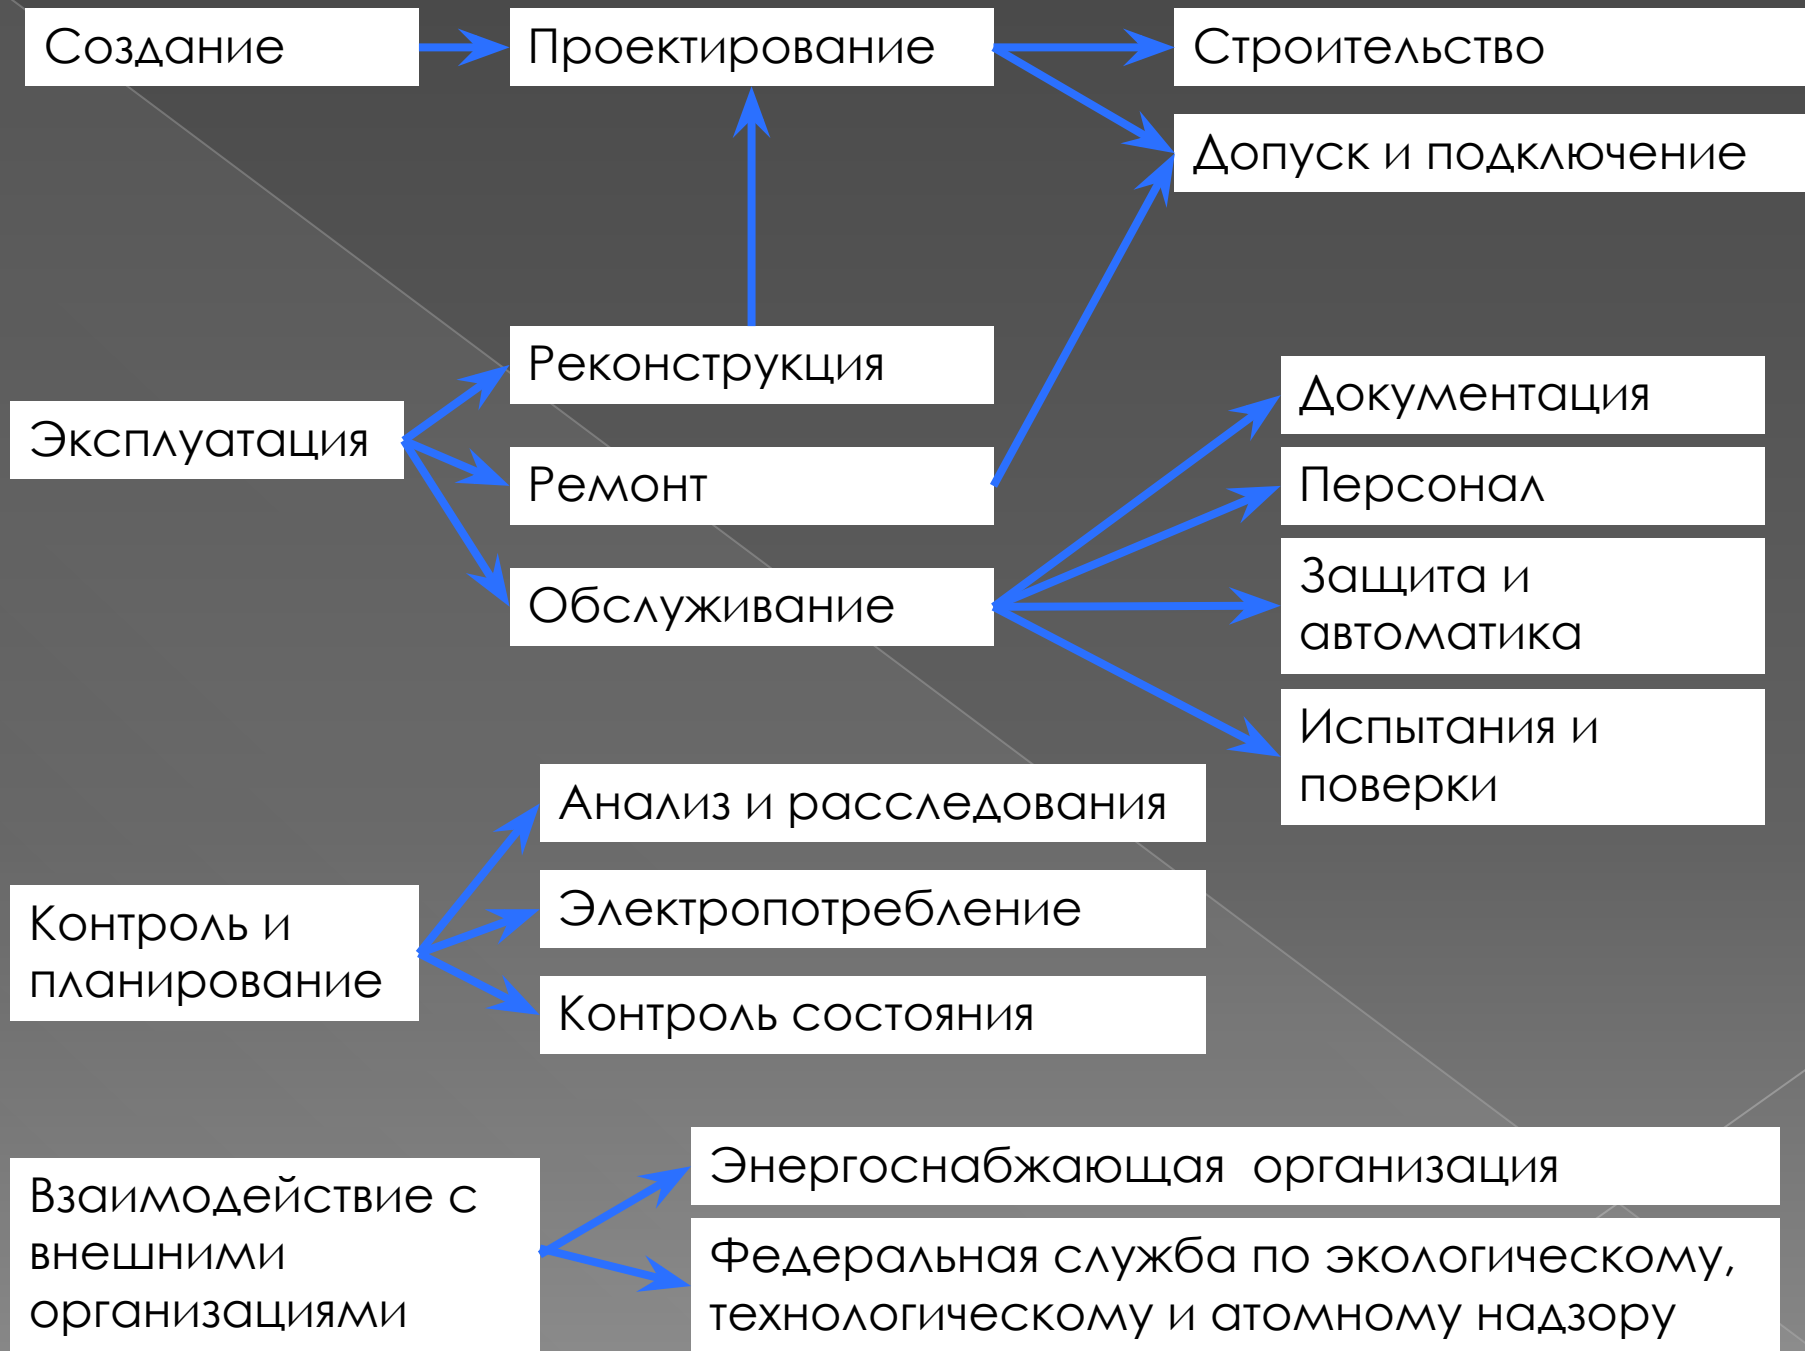 Создание
Проектирование
Строительство
Допуск и подключение
Реконструкция
Эксплуатация
Ремонт
Обслуживание
Документация
Персонал
Защита и
автоматика
Испытания и
поверки
Анализ и расследования
Контроль и
планирование
Электропотребление
Контроль состояния
Взаимодействие с
внешними
организациями
Энергоснабжающая организация
Федеральная служба по экологическому,
технологическому и атомному надзору